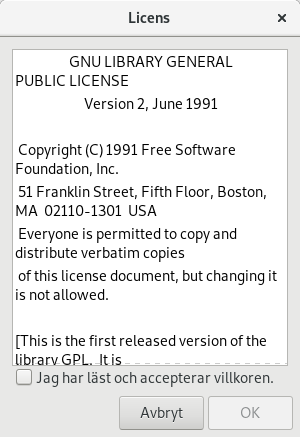 Licens
GNU LIBRARY GENERAL
PUBLIC LICENSE
Version 2, June 1991
Copyright (C) 1991 Free Software
Foundation, Inc.
51 Franklin Street, Fifth Floor, Boston,
MA  02110-1301  USA
Everyone is permitted to copy and
distribute verbatim copies
of this license document, but changing it
is not allowed.
[This is the first released version of the
library GPL.  It is
Jag har läst och accepterar villkoren.
Avbryt
OK